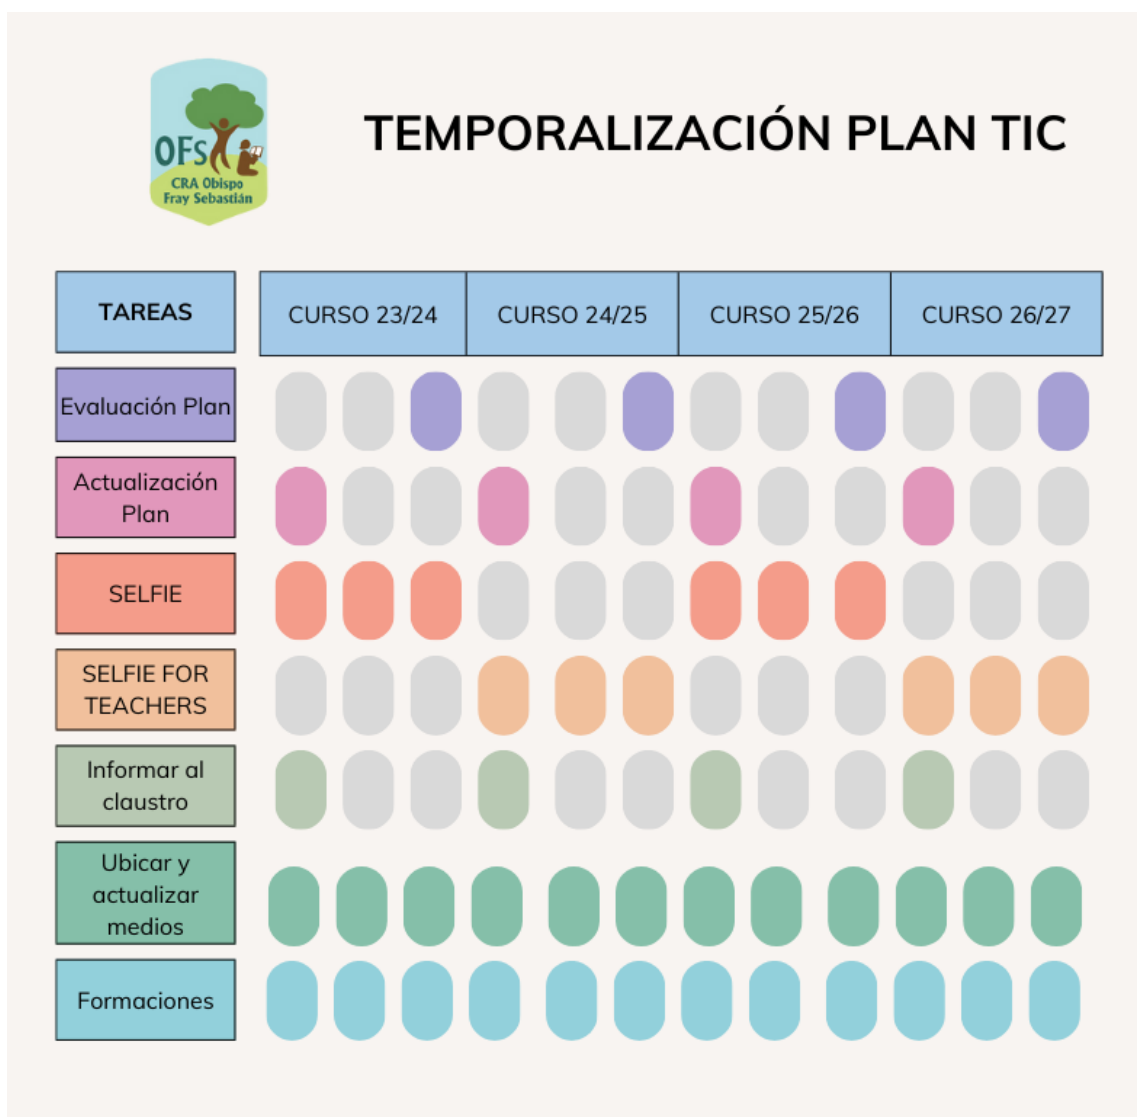 OFS
CRA Obispo
Fray Sebastián
TEMPORALIZACIÓN PLAN TIC
TAREAS
CURSO 23/24
CURSO 24/25
CURSO 25/26
CURSO 26/27
Evaluación Plan
Actualización
Plan
SELFIE
SELFIE FOR
TEACHERS
Informar al
claustro
Ubicar y
actualizar
medios
Formaciones